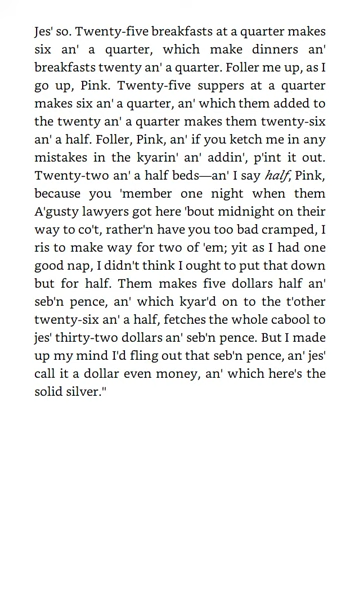 Jes' so. Twenty-five breakfasts at a quarter makes
six an' a quarter, which make dinners an'
breakfasts twenty an' a quarter. Foller me up, as I
go up, Pink. Twenty-five suppers at a quarter
makes six an' a quarter, an' which them added to
the twenty an' a quarter makes them twenty-six
an' a half. Foller, Pink, an' if you ketch me in any
mistakes in the kyarin' an' addin', p'int it out.
Twenty-two an' a half beds—an' I say half, Pink,
because you 'member one night when them
A'gusty lawyers got here 'bout midnight on their
way to co't, rather'n have you too bad cramped, I
ris to make way for two of 'em; yit as I had one
good nap, I didn't think I ought to put that down
but for half. Them makes five dollars half an'
seb'n pence, an' which kyar'd on to the t'other
twenty-six an' a half, fetches the whole cabool to
jes' thirty-two dollars an' seb'n pence. But I made
up my mind I'd fling out that seb'n pence, an' jes'
call it a dollar even money, an' which here's the
solid silver."